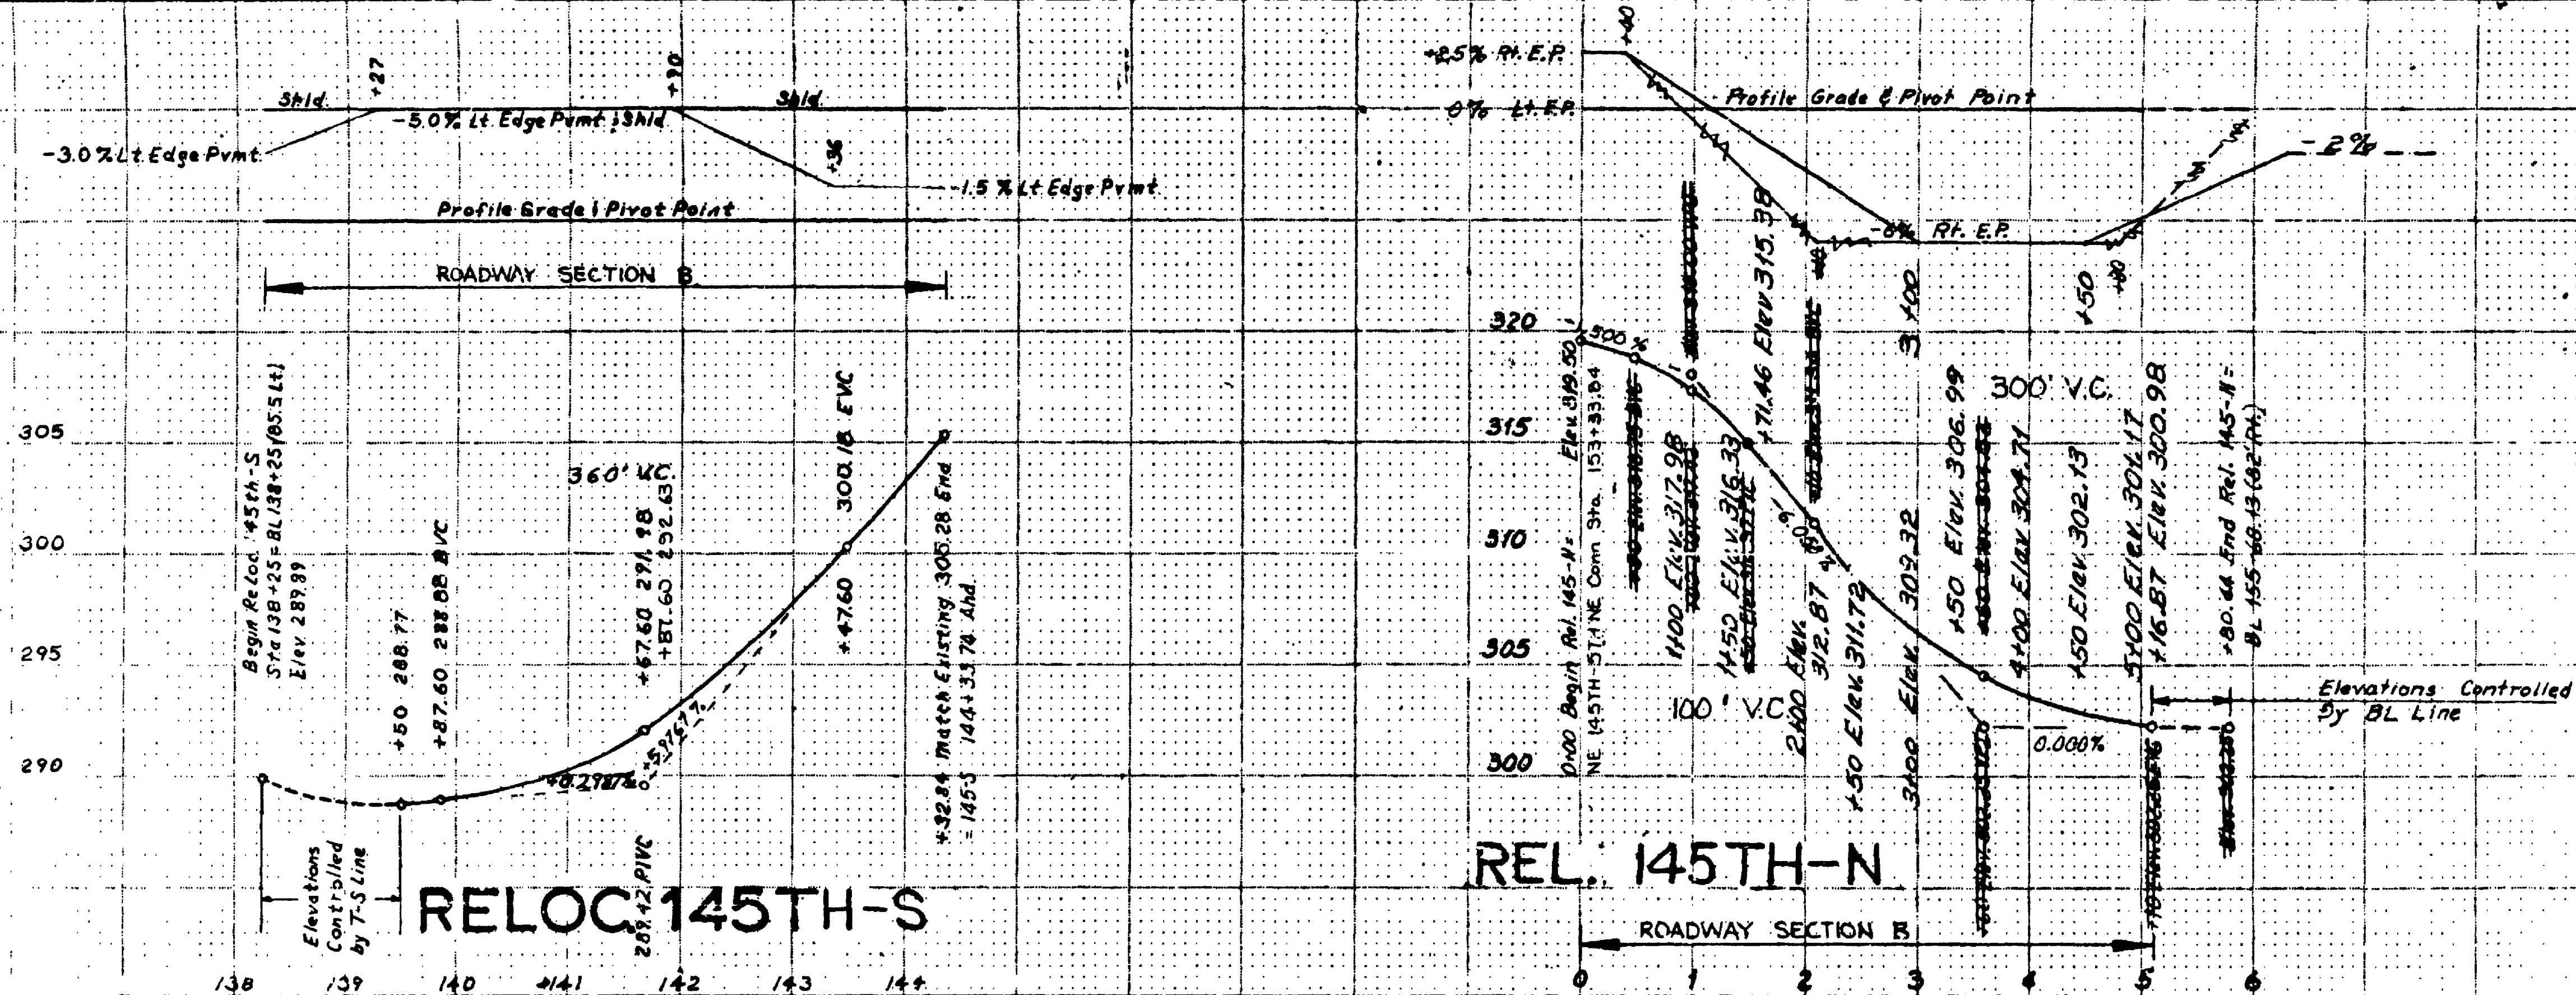 +27
+90
Shld.
Shld
-5.0% Lt. Edge Pvmt & Shld
-3.0% Lt. Edge Pvmt.
+36
-1.5% Lt. Edge Pvmt.
Profile Grade & Pivot Point
ROADWAY SECTION B
305
300
295
290
Begin Reloc. 145th-S
Sta 138+25 = BL 138+25 (85.5 Lt.)
Elev. 289.89
+50 288.77
+87.60 288.88 BVC
360' V.C.
+67.60 291.98
+87.60 292.63
+47.60 300.18 EVC
+32.84 Match Existing 305.28 End
= 145-S 144+33.74 Ahd.
+0.2987%
+5.9767%
289.42 PIVC
Elevations
Controlled
by T-S Line
RELOC. 145TH-S
138
139
140
141
142
143
144
+2.5% Rt. E.P.
+40
0% Lt. E.P.
Profile Grade & Pivot Point
-2%
-6% Rt. E.P.
3+00
+50
+80
320
315
310
305
300
0+00 Begin Rel. 145-N= Elev. 319.50
NE 145TH-ST.+NE Conn Sta. 153+33.84
1+00 Elev. 317.98
1+50 Elev. 316.33
+71.46 Elev 315.38
100' V.C.
2+00 Elev.
312.87
+50 Elev. 311.72
3+00 Elev. 309.32
+50 Elev. 306.99
300' V.C.
4+00 Elev 304.71
+50 Elev. 302.13
5+00 Elev. 301.17
+16.87 Elev. 300.98
+80.44 End Rel. 145-N=
0.000%
Elevations Controlled
By BL Line
REL. 145TH-N
ROADWAY SECTION B
0
1
2
3
4
5
6